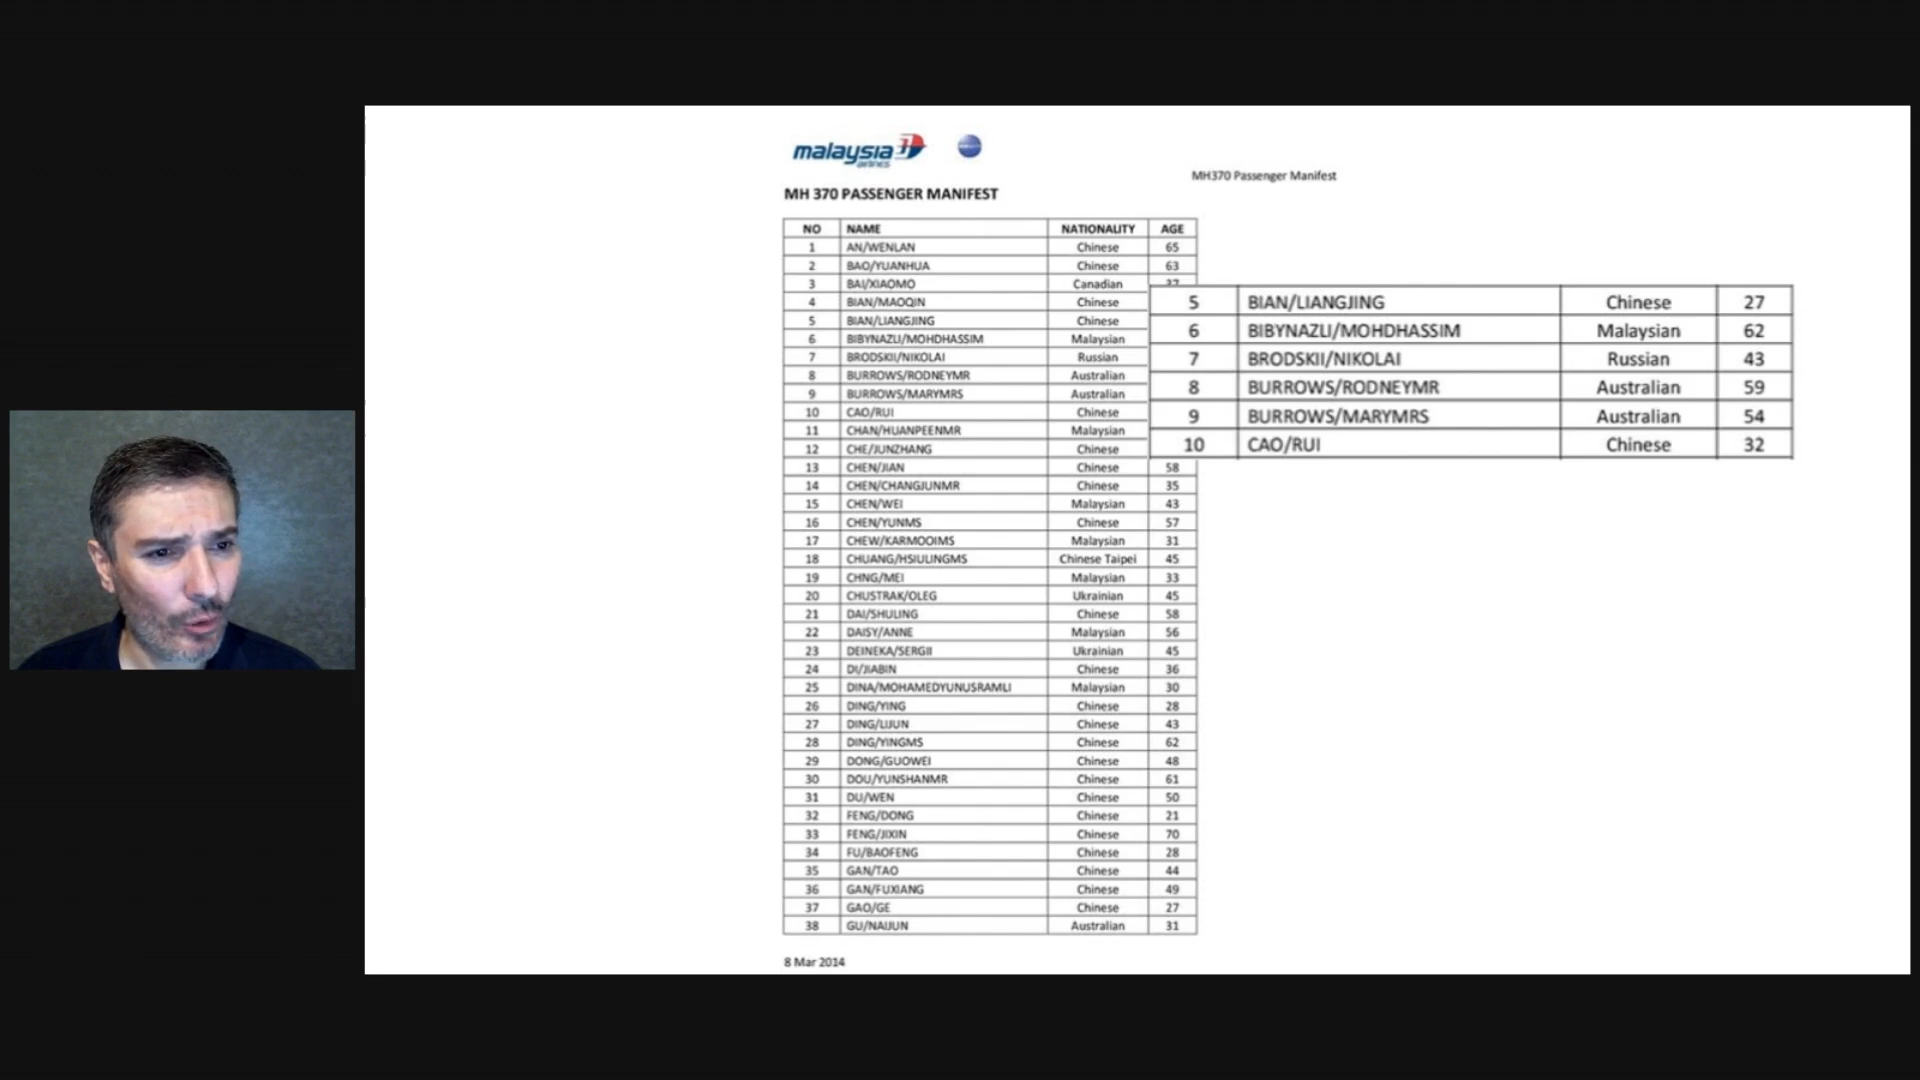 malaysia
airlines
MH370 Passenger Manifest
MH 370 PASSENGER MANIFEST
NO NAME NATIONALITY AGE
1 AN/WENLAN Chinese 65
2 BAO/YUANHUA Chinese 63
3 BAI/XIAOMO Canadian 37
4 BIAN/MAOQIN Chinese
5 BIAN/LIANGJING Chinese
6 BIBYNAZLI/MOHDHASSIM Malaysian
7 BRODSKII/NIKOLAI Russian
8 BURROWS/RODNEYMR Australian
9 BURROWS/MARYMRS Australian
10 CAO/RUI Chinese
11 CHAN/HUANPEENMR Malaysian
12 CHE/JUNZHANG Chinese
13 CHEN/JIAN Chinese 58
14 CHEN/CHANGJUNMR Chinese 35
15 CHEN/WEI Malaysian 43
16 CHEN/YUNMS Chinese 57
17 CHEW/KARMOOIMS Malaysian 31
18 CHUANG/HSIULINGMS Chinese Taipei 45
19 CHNG/MEI Malaysian 33
20 CHUSTRAK/OLEG Ukrainian 45
21 DAI/SHULING Chinese 58
22 DAISY/ANNE Malaysian 56
23 DEINEKA/SERGII Ukrainian 45
24 DI/JIABIN Chinese 36
25 DINA/MOHAMEDYUNUSRAMLI Malaysian 30
26 DING/YING Chinese 28
27 DING/LIJUN Chinese 43
28 DING/YINGMS Chinese 62
29 DONG/GUOWEI Chinese 48
30 DOU/YUNSHANMR Chinese 61
31 DU/WEN Chinese 50
32 FENG/DONG Chinese 21
33 FENG/JIXIN Chinese 70
34 FU/BAOFENG Chinese 28
35 GAN/TAO Chinese 44
36 GAN/FUXIANG Chinese 49
37 GAO/GE Chinese 27
38 GU/NAIJUN Australian 31
8 Mar 2014
5 BIAN/LIANGJING Chinese 27
6 BIBYNAZLI/MOHDHASSIM Malaysian 62
7 BRODSKII/NIKOLAI Russian 43
8 BURROWS/RODNEYMR Australian 59
9 BURROWS/MARYMRS Australian 54
10 CAO/RUI Chinese 32